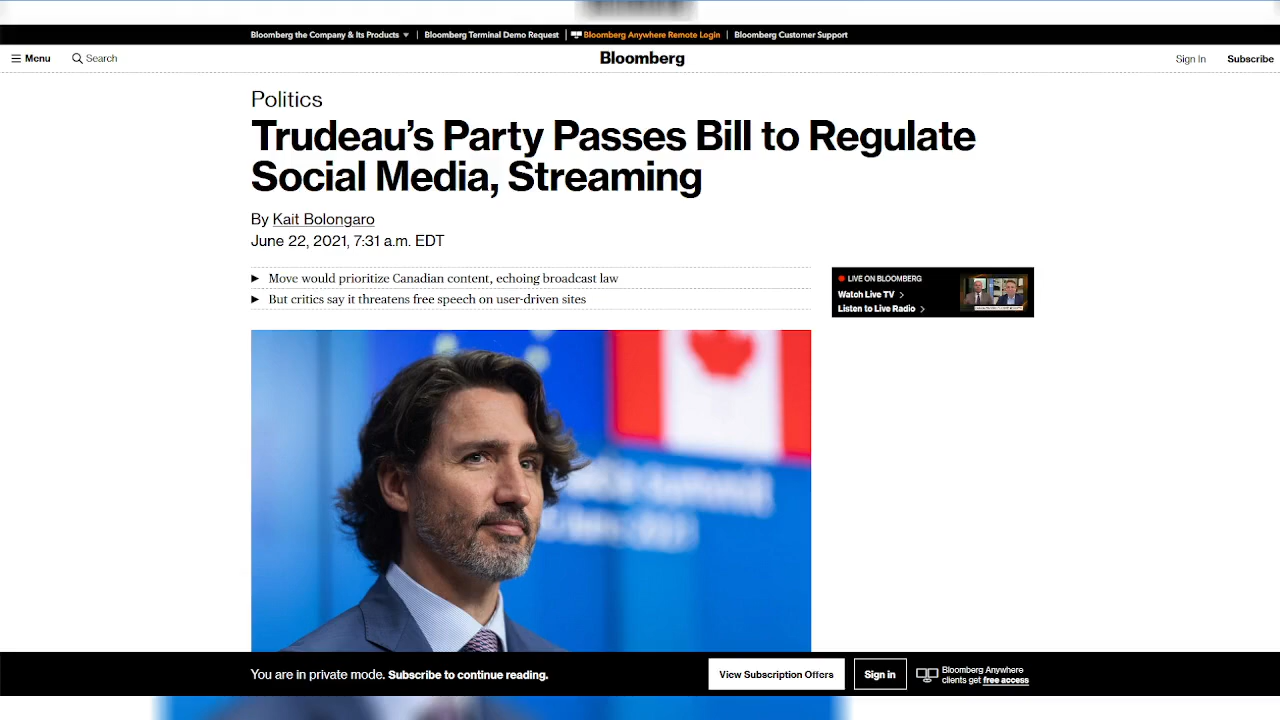 Bloomberg the Company & Its Products ▼ | Bloomberg Terminal Demo Request | Bloomberg Anywhere Remote Login | Bloomberg Customer Support
Menu Search Bloomberg Sign In Subscribe
Politics
Trudeau's Party Passes Bill to Regulate
Social Media, Streaming
By Kait Bolongaro
June 22, 2021, 7:31 a.m. EDT
► Move would prioritize Canadian content, echoing broadcast law
► But critics say it threatens free speech on user-driven sites
LIVE ON BLOOMBERG
Watch Live TV >
Listen to Live Radio >
You are in private mode. Subscribe to continue reading.
View Subscription Offers
Sign in
Bloomberg Anywhere
clients get free access